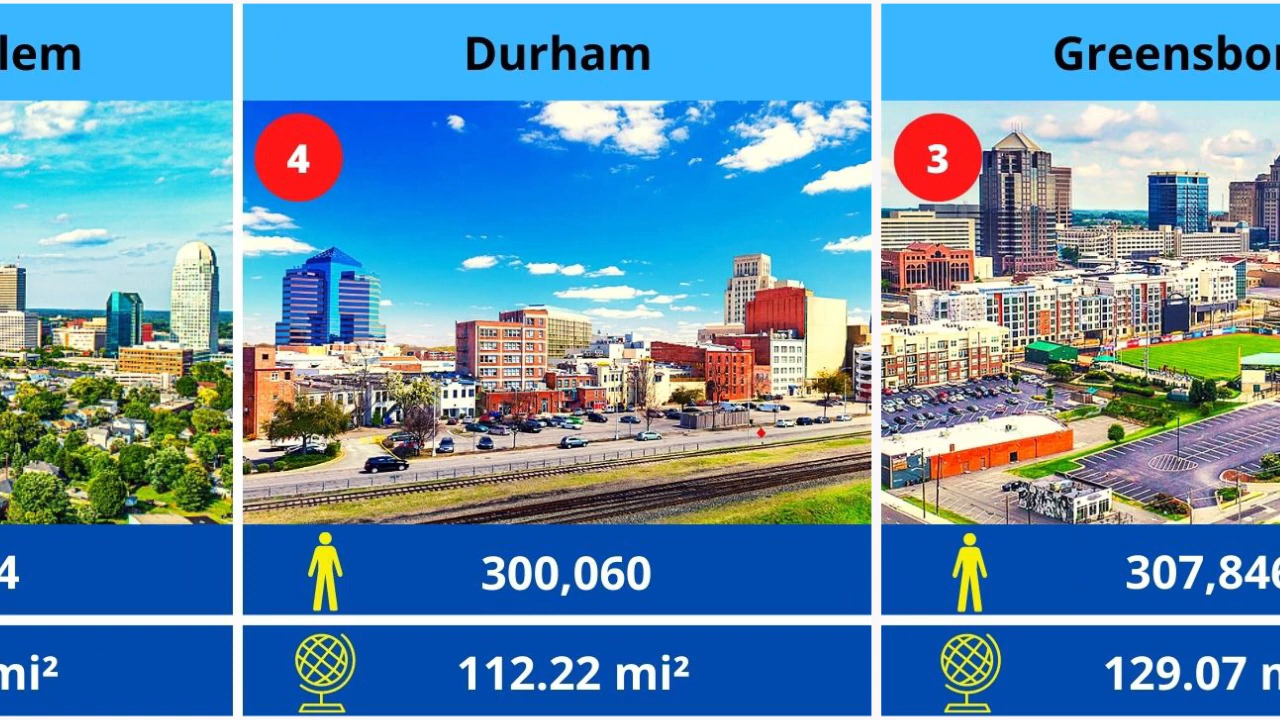 lem
4
mi²
Durham
4
300,060
112.22 mi²
Greensbor
3
307,846
129.07 m